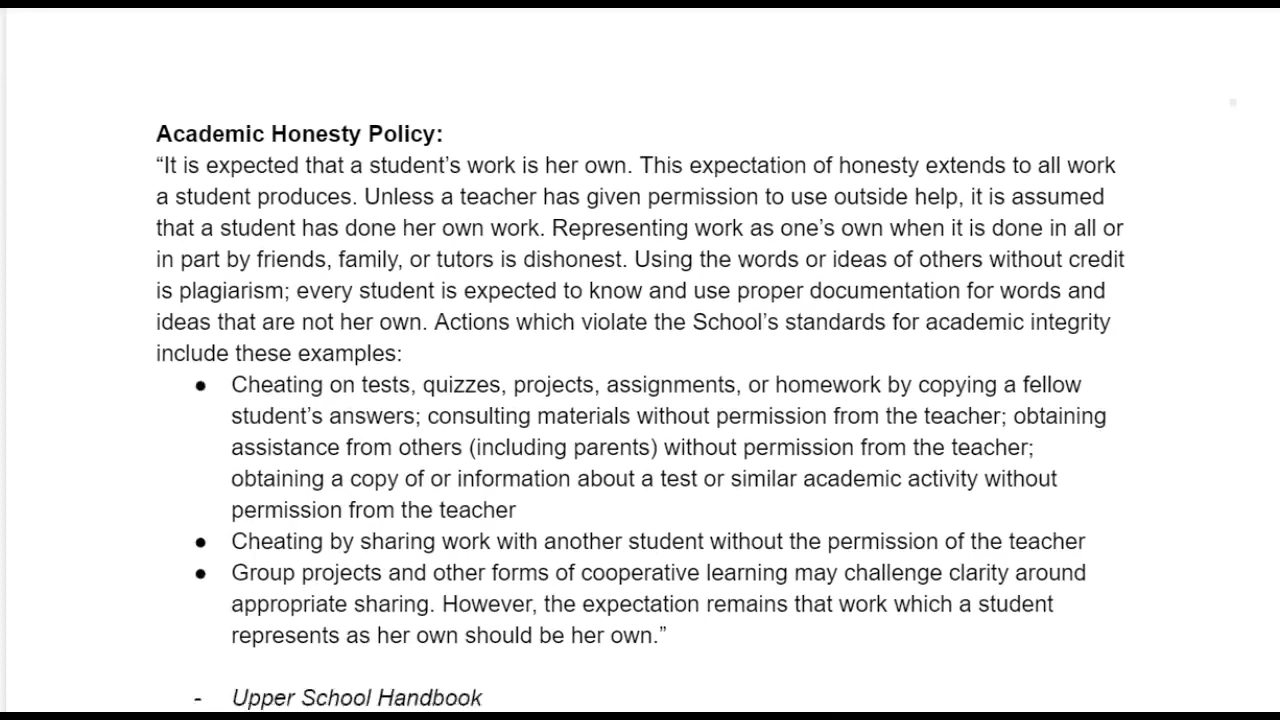 Academic Honesty Policy:
“It is expected that a student’s work is her own. This expectation of honesty extends to all work
a student produces. Unless a teacher has given permission to use outside help, it is assumed
that a student has done her own work. Representing work as one’s own when it is done in all or
in part by friends, family, or tutors is dishonest. Using the words or ideas of others without credit
is plagiarism; every student is expected to know and use proper documentation for words and
ideas that are not her own. Actions which violate the School’s standards for academic integrity
include these examples:
● Cheating on tests, quizzes, projects, assignments, or homework by copying a fellow
student’s answers; consulting materials without permission from the teacher; obtaining
assistance from others (including parents) without permission from the teacher;
obtaining a copy of or information about a test or similar academic activity without
permission from the teacher
● Cheating by sharing work with another student without the permission of the teacher
● Group projects and other forms of cooperative learning may challenge clarity around
appropriate sharing. However, the expectation remains that work which a student
represents as her own should be her own.”
- Upper School Handbook